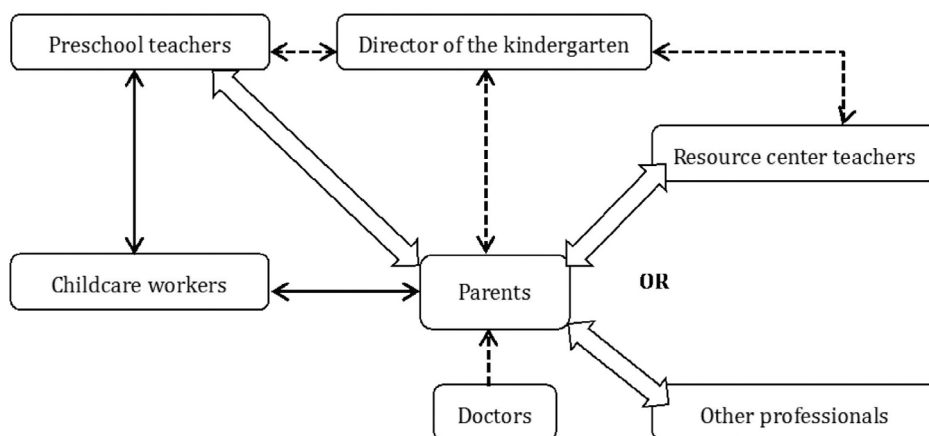 Preschool teachers
Director of the kindergarten
Resource center teachers
Childcare workers
Parents
OR
Doctors
Other professionals